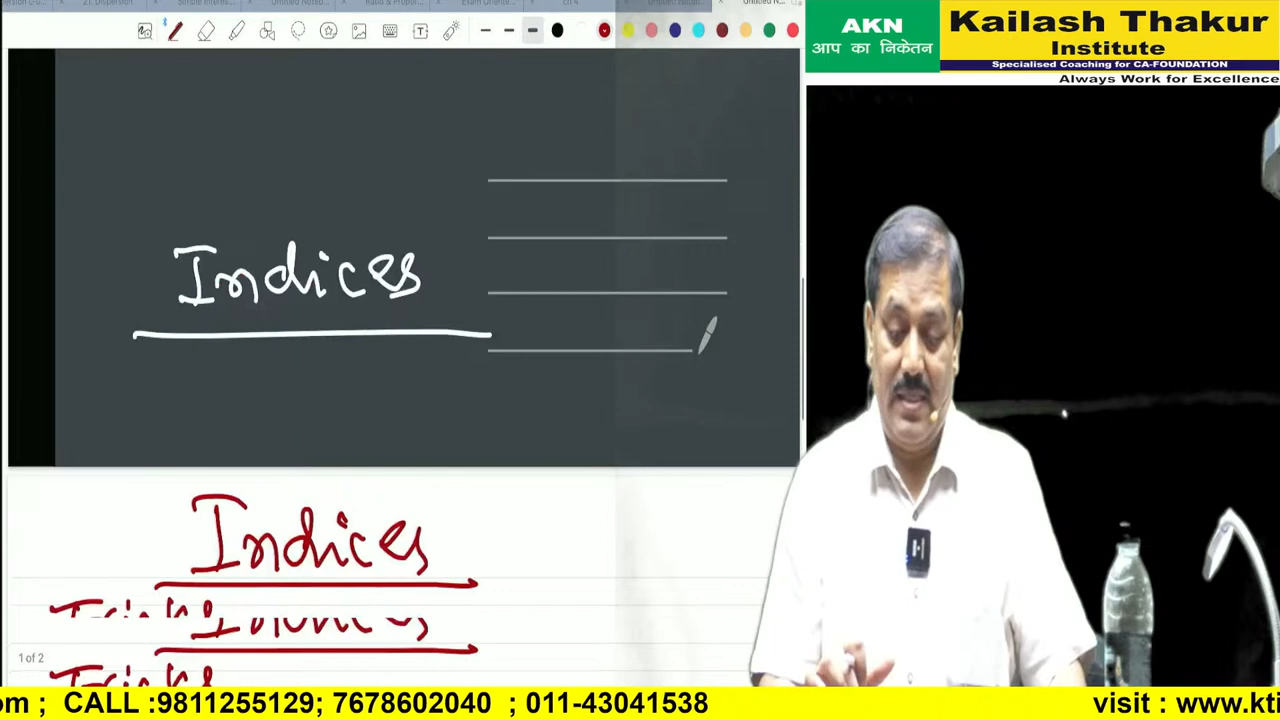 AKN
आप का निकेतन
Kailash Thakur
Institute
Specialised Coaching for CA-FOUNDATION
Always Work for Excellence
Indices
Indices
1 of 2
om ; CALL :9811255129; 7678602040 ; 011-43041538 visit : www.kti